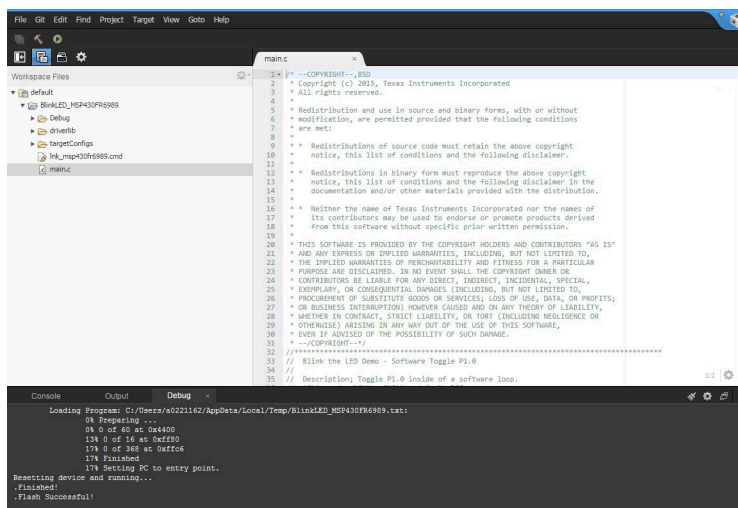 File Git Edit Find Project Target View Goto Help
main.c ×
Workspace Files
default
BlinkLED_MSP430FR6989
Debug
driverlib
targetConfigs
lnk_msp430fr6989.cmd
main.c
1 /* --COPYRIGHT--,BSD
2 * Copyright (c) 2015, Texas Instruments Incorporated
3 * All rights reserved.
4 *
5 * Redistribution and use in source and binary forms, with or without
6 * modification, are permitted provided that the following conditions
7 * are met:
8 *
9 * * Redistributions of source code must retain the above copyright
10 * notice, this list of conditions and the following disclaimer.
11 *
12 * * Redistributions in binary form must reproduce the above copyright
13 * notice, this list of conditions and the following disclaimer in the
14 * documentation and/or other materials provided with the distribution.
15 *
16 * * Neither the name of Texas Instruments Incorporated nor the names of
17 * its contributors may be used to endorse or promote products derived
18 * from this software without specific prior written permission.
19 *
20 * THIS SOFTWARE IS PROVIDED BY THE COPYRIGHT HOLDERS AND CONTRIBUTORS "AS IS"
21 * AND ANY EXPRESS OR IMPLIED WARRANTIES, INCLUDING, BUT NOT LIMITED TO,
22 * THE IMPLIED WARRANTIES OF MERCHANTABILITY AND FITNESS FOR A PARTICULAR
23 * PURPOSE ARE DISCLAIMED. IN NO EVENT SHALL THE COPYRIGHT OWNER OR
24 * CONTRIBUTORS BE LIABLE FOR ANY DIRECT, INDIRECT, INCIDENTAL, SPECIAL,
25 * EXEMPLARY, OR CONSEQUENTIAL DAMAGES (INCLUDING, BUT NOT LIMITED TO,
26 * PROCUREMENT OF SUBSTITUTE GOODS OR SERVICES; LOSS OF USE, DATA, OR PROFITS;
27 * OR BUSINESS INTERRUPTION) HOWEVER CAUSED AND ON ANY THEORY OF LIABILITY,
28 * WHETHER IN CONTRACT, STRICT LIABILITY, OR TORT (INCLUDING NEGLIGENCE OR
29 * OTHERWISE) ARISING IN ANY WAY OUT OF THE USE OF THIS SOFTWARE,
30 * EVEN IF ADVISED OF THE POSSIBILITY OF SUCH DAMAGE.
31 * --/COPYRIGHT--*/
32 //******************************************************************************
33 // Blink the LED Demo - Software Toggle P1.0
34 //
35 // Description; Toggle P1.0 inside of a software loop.
1:1
Console Output Debug ×
Loading Program: C:/Users/a0221162/AppData/Local/Temp/BlinkLED_MSP430FR6989.txt:
0% Preparing ...
0% 0 of 60 at 0x4400
13% 0 of 16 at 0xff80
17% 0 of 368 at 0xffc6
17% Finished
17% Setting PC to entry point.
Resetting device and running...
.Finished!
.Flash Successful!